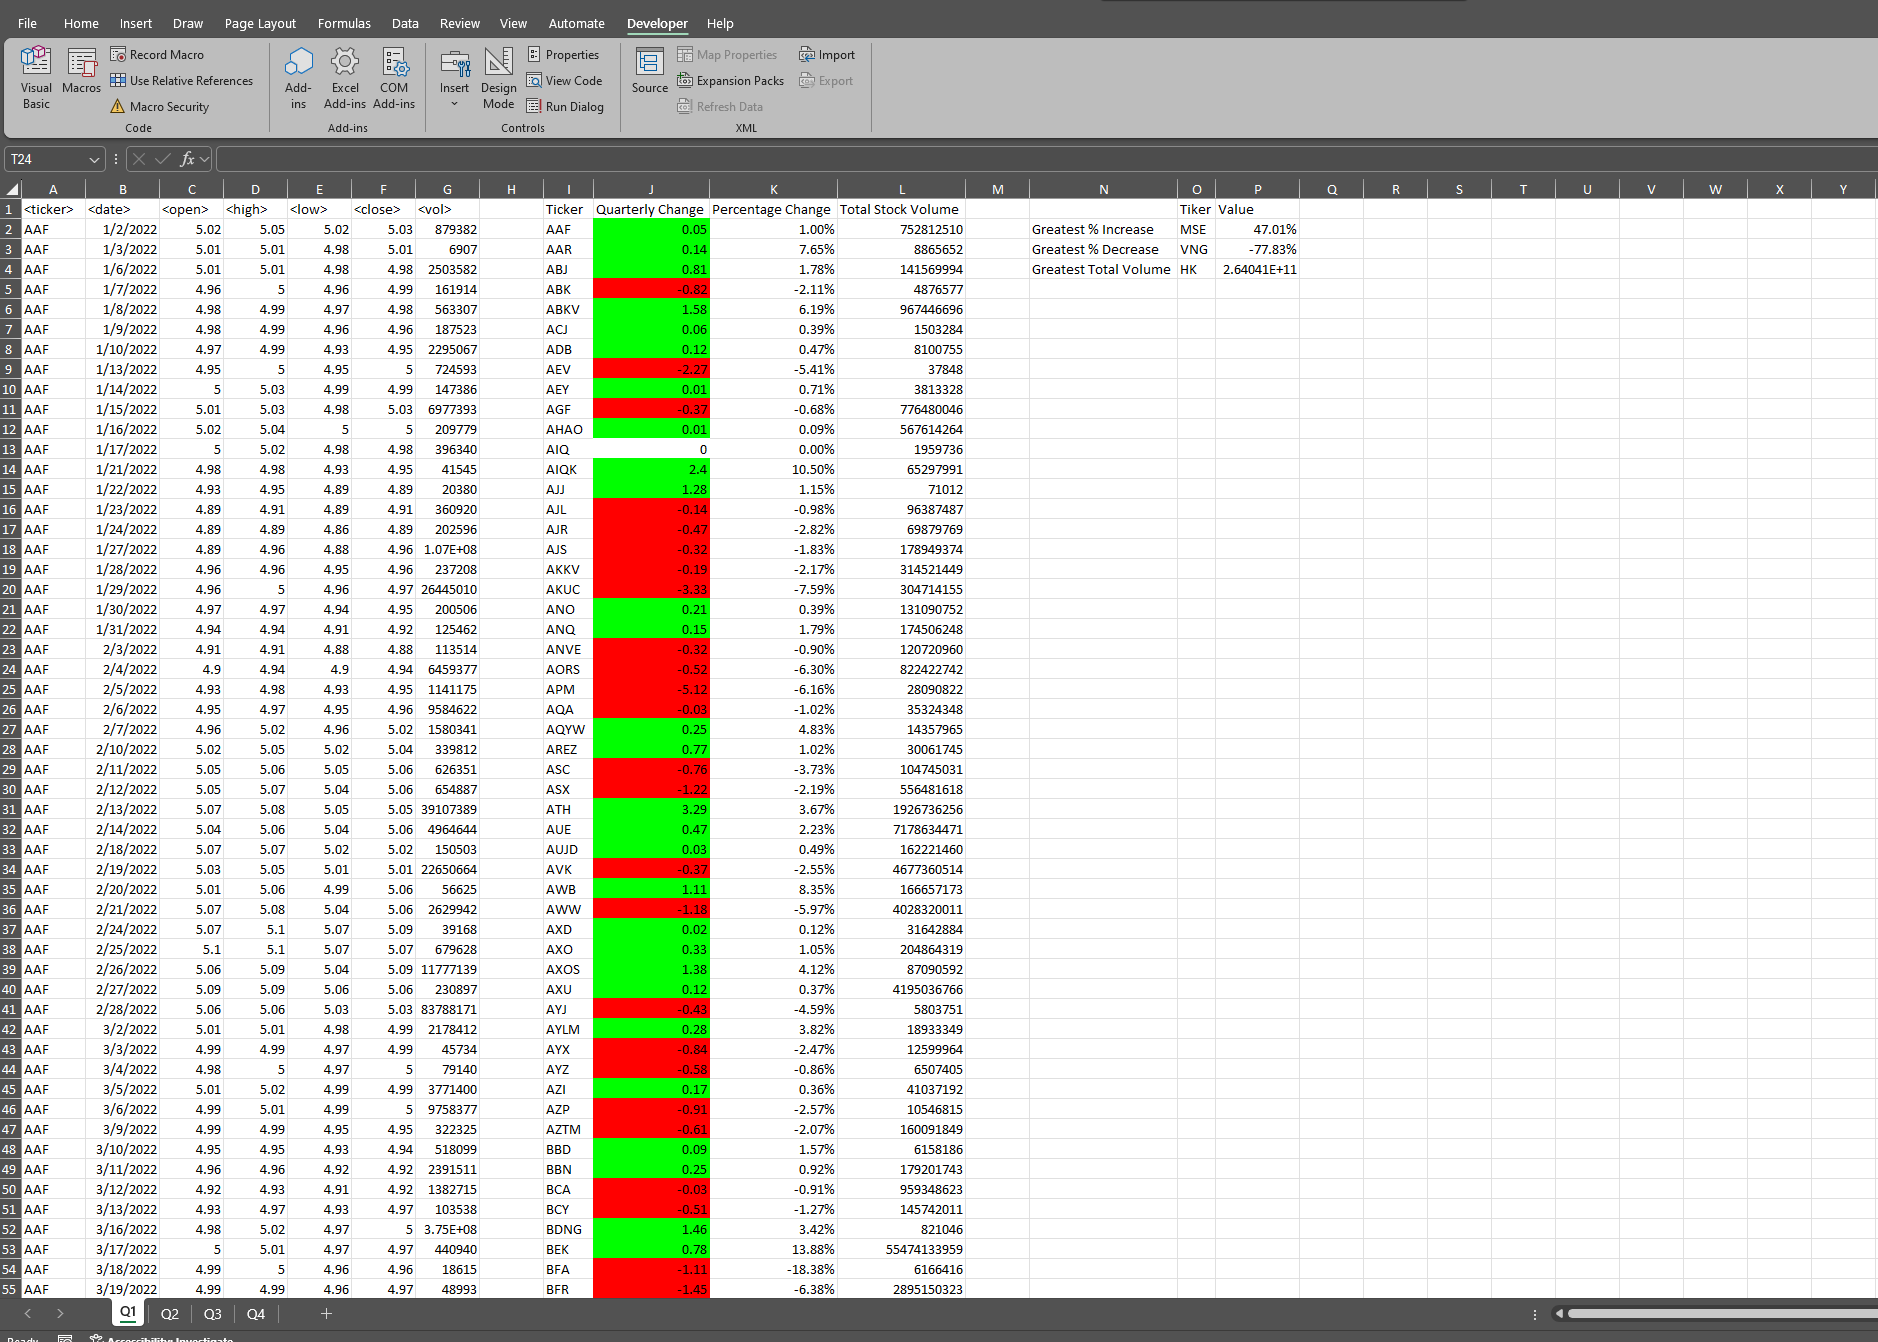 File Home Insert Draw Page Layout Formulas Data Review View Automate Developer Help
Visual Basic Macros Record Macro Use Relative References Macro Security Code
Add-ins Excel Add-ins COM Add-ins Add-ins
Insert Design Mode Properties View Code Run Dialog Controls
Source Map Properties Expansion Packs Refresh Data Import Export XML
T24 fx
A B C D E F G H I J K L M N O P Q R S T U V W X Y
1 <ticker> <date> <open> <high> <low> <close> <vol> Ticker Quarterly Change Percentage Change Total Stock Volume Tiker Value
2 AAF 1/2/2022 5.02 5.05 5.02 5.03 879382 AAF 0.05 1.00% 752812510 Greatest % Increase MSE 47.01%
3 AAF 1/3/2022 5.01 5.01 4.98 5.01 6907 AAR 0.14 7.65% 8865652 Greatest % Decrease VNG -77.83%
4 AAF 1/6/2022 5.01 5.01 4.98 4.98 2503582 ABJ 0.81 1.78% 141569994 Greatest Total Volume HK 2.64041E+11
5 AAF 1/7/2022 4.96 5 4.96 4.99 161914 ABK -0.82 -2.11% 4876577
6 AAF 1/8/2022 4.98 4.99 4.97 4.98 563307 ABKV 1.58 6.19% 967446696
7 AAF 1/9/2022 4.98 4.99 4.96 4.96 187523 ACJ 0.06 0.39% 1503284
8 AAF 1/10/2022 4.97 4.99 4.93 4.95 2295067 ADB 0.12 0.47% 8100755
9 AAF 1/13/2022 4.95 5 4.95 5 724593 AEV -2.27 -5.41% 37848
10 AAF 1/14/2022 5 5.03 4.99 4.99 147386 AEY 0.01 0.71% 3813328
11 AAF 1/15/2022 5.01 5.03 4.98 5.03 6977393 AGF -0.37 -0.68% 776480046
12 AAF 1/16/2022 5.02 5.04 5 5 209779 AHAO 0.01 0.09% 567614264
13 AAF 1/17/2022 5 5.02 4.98 4.98 396340 AIQ 0 0.00% 1959736
14 AAF 1/21/2022 4.98 4.98 4.93 4.95 41545 AIQK 2.4 10.50% 65297991
15 AAF 1/22/2022 4.93 4.95 4.89 4.89 20380 AJJ 1.28 1.15% 71012
16 AAF 1/23/2022 4.89 4.91 4.89 4.91 360920 AJL -0.14 -0.98% 96387487
17 AAF 1/24/2022 4.89 4.89 4.86 4.89 202596 AJR -0.47 -2.82% 69879769
18 AAF 1/27/2022 4.89 4.96 4.88 4.96 1.07E+08 AJS -0.32 -1.83% 178949374
19 AAF 1/28/2022 4.96 4.96 4.95 4.96 237208 AKKV -0.19 -2.17% 314521449
20 AAF 1/29/2022 4.96 5 4.96 4.97 26445010 AKUC -3.33 -7.59% 304714155
21 AAF 1/30/2022 4.97 4.97 4.94 4.95 200506 ANO 0.21 0.39% 131090752
22 AAF 1/31/2022 4.94 4.94 4.91 4.92 125462 ANQ 0.15 1.79% 174506248
23 AAF 2/3/2022 4.91 4.91 4.88 4.88 113514 ANVE -0.32 -0.90% 120720960
24 AAF 2/4/2022 4.9 4.94 4.9 4.94 6459377 AORS -0.52 -6.30% 822422742
25 AAF 2/5/2022 4.93 4.98 4.93 4.95 1141175 APM -5.12 -6.16% 28090822
26 AAF 2/6/2022 4.95 4.97 4.95 4.96 9584622 AQA -0.03 -1.02% 35324348
27 AAF 2/7/2022 4.96 5.02 4.96 5.02 1580341 AQYW 0.25 4.83% 14357965
28 AAF 2/10/2022 5.02 5.05 5.02 5.04 339812 AREZ 0.77 1.02% 30061745
29 AAF 2/11/2022 5.05 5.06 5.05 5.06 626351 ASC -0.76 -3.73% 104745031
30 AAF 2/12/2022 5.05 5.07 5.04 5.06 654887 ASX -1.22 -2.19% 556481618
31 AAF 2/13/2022 5.07 5.08 5.05 5.05 39107389 ATH 3.29 3.67% 1926736256
32 AAF 2/14/2022 5.04 5.06 5.04 5.06 4964644 AUE 0.47 2.23% 7178634471
33 AAF 2/18/2022 5.07 5.07 5.02 5.02 150503 AUJD 0.03 0.49% 162221460
34 AAF 2/19/2022 5.03 5.05 5.01 5.01 22650664 AVK -0.37 -2.55% 4677360514
35 AAF 2/20/2022 5.01 5.06 4.99 5.06 56625 AWB 1.11 8.35% 166657173
36 AAF 2/21/2022 5.07 5.08 5.04 5.06 2629942 AWW -1.18 -5.97% 4028320011
37 AAF 2/24/2022 5.07 5.1 5.07 5.09 39168 AXD 0.02 0.12% 31642884
38 AAF 2/25/2022 5.1 5.1 5.07 5.07 679628 AXO 0.33 1.05% 204864319
39 AAF 2/26/2022 5.06 5.09 5.04 5.09 11777139 AXOS 1.38 4.12% 87090592
40 AAF 2/27/2022 5.09 5.09 5.06 5.06 230897 AXU 0.12 0.37% 4195036766
41 AAF 2/28/2022 5.06 5.06 5.03 5.03 83788171 AYJ -0.43 -4.59% 5803751
42 AAF 3/2/2022 5.01 5.01 4.98 4.99 2178412 AYLM 0.28 3.82% 18933349
43 AAF 3/3/2022 4.99 4.99 4.97 4.99 45734 AYX -0.84 -2.47% 12599964
44 AAF 3/4/2022 4.98 5 4.97 5 79140 AYZ -0.58 -0.86% 6507405
45 AAF 3/5/2022 5.01 5.02 4.99 4.99 3771400 AZI 0.17 0.36% 41037192
46 AAF 3/6/2022 4.99 5.01 4.99 5 9758377 AZP -0.91 -2.57% 10546815
47 AAF 3/9/2022 4.99 4.99 4.95 4.95 322325 AZTM -0.61 -2.07% 160091849
48 AAF 3/10/2022 4.95 4.95 4.93 4.94 518099 BBD 0.09 1.57% 6158186
49 AAF 3/11/2022 4.96 4.96 4.92 4.92 2391511 BBN 0.25 0.92% 179201743
50 AAF 3/12/2022 4.92 4.93 4.91 4.92 1382715 BCA -0.03 -0.91% 959348623
51 AAF 3/13/2022 4.93 4.97 4.93 4.97 103538 BCY -0.51 -1.27% 145742011
52 AAF 3/16/2022 4.98 5.02 4.97 5 3.75E+08 BDNG 1.46 3.42% 821046
53 AAF 3/17/2022 5 5.01 4.97 4.97 440940 BEK 0.78 13.88% 55474133959
54 AAF 3/18/2022 4.99 5 4.96 4.96 18615 BFA -1.11 -18.38% 6166416
55 AAF 3/19/2022 4.99 4.99 4.96 4.97 48993 BFR -1.45 -6.38% 2895150323
Q1 Q2 Q3 Q4
Ready Accessibility: Investigate